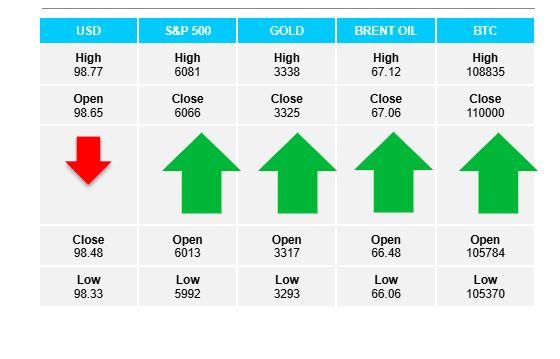 USD S&P 500 GOLD BRENT OIL BTC
High High High High High
98.77 6081 3338 67.12 108835
Open Close Close Close Close
98.65 6066 3325 67.06 110000
Close Open Open Open Open
98.48 6013 3317 66.48 105784
Low Low Low Low Low
98.33 5992 3293 66.06 105370